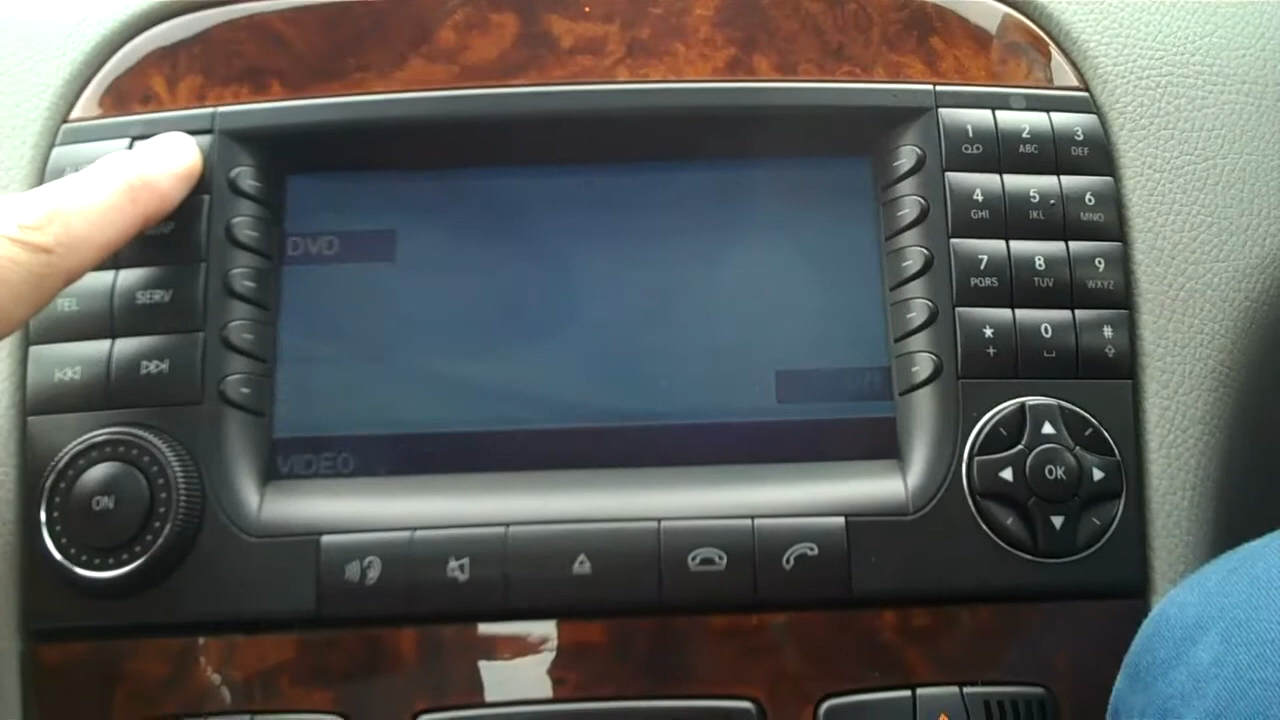 DVD
VIDEO
TEL SERV
ON
1
2 ABC
3 DEF
4 GHI
5 JKL
6 MNO
7 PQRS
8 TUV
9 WXYZ
* +
0
#
OK